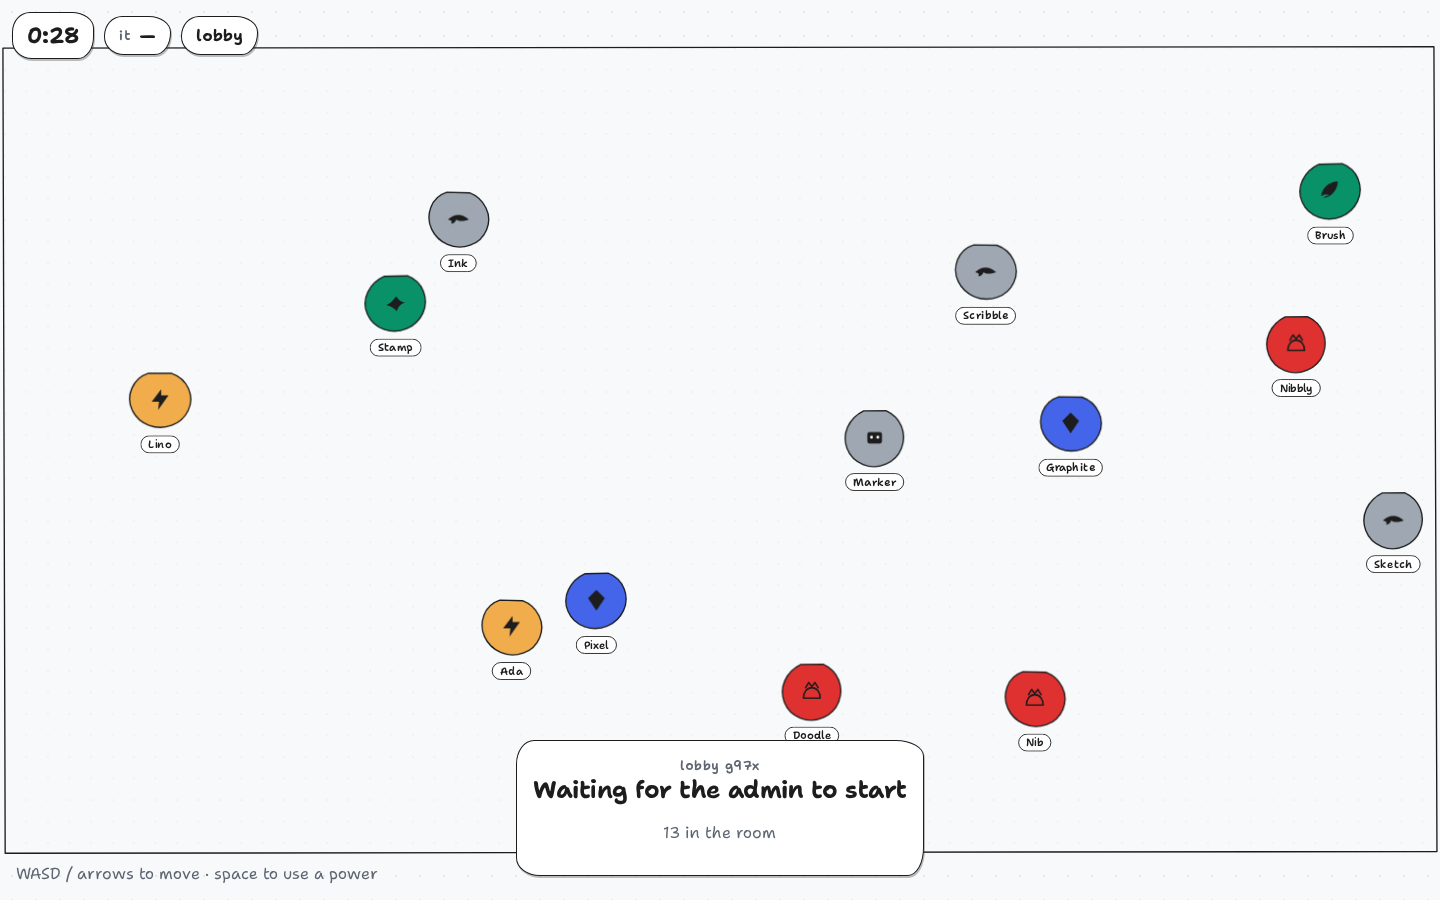 0:28
it —
lobby
Brush
Ink
Scribble
Stamp
Nibbly
Lino
Graphite
Marker
Sketch
Pixel
Ada
Doodle
Nib
lobby g97x
Waiting for the admin to start
13 in the room
WASD / arrows to move · space to use a power